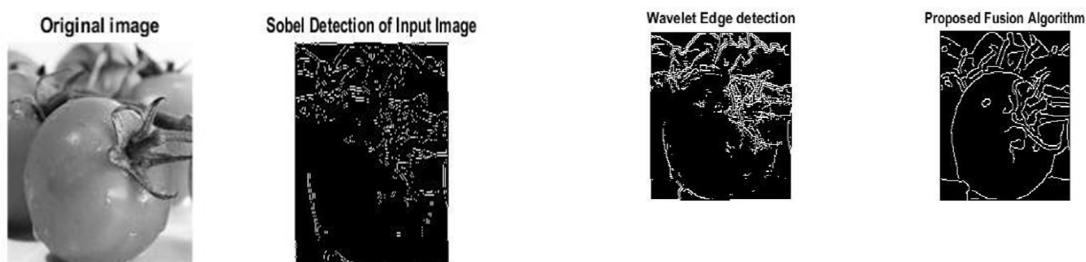 Original image
Sobel Detection of Input Image
Wavelet Edge detection
Proposed Fusion Algorithm